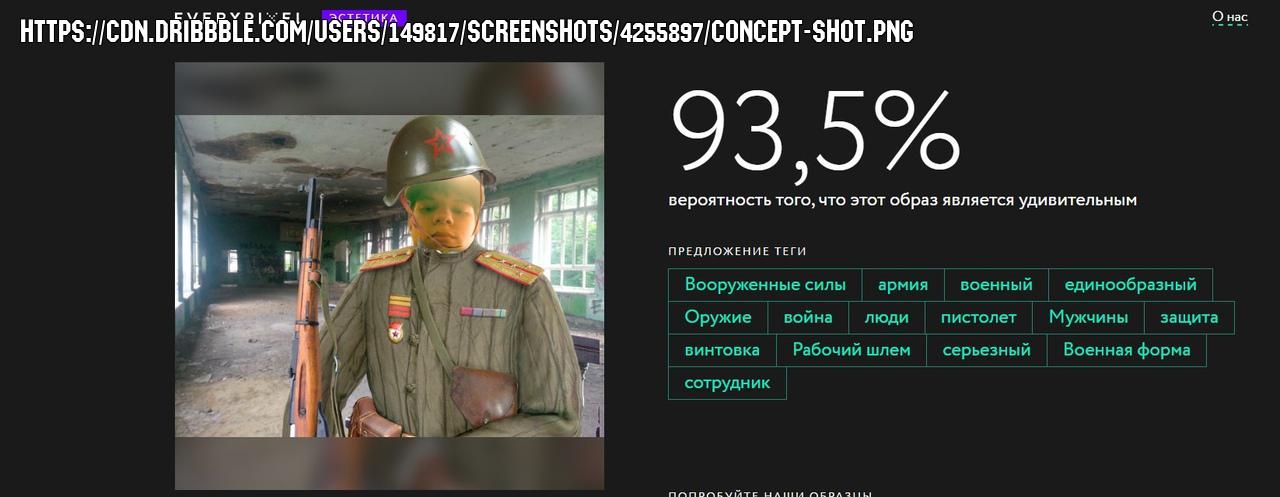 EVERYPIXEL ЭСТЕТИКА
О нас
HTTPS://CDN.DRIBBBLE.COM/USERS/149817/SCREENSHOTS/4255897/CONCEPT-SHOT.PNG
93,5%
вероятность того, что этот образ является удивительным
ПРЕДЛОЖЕНИЕ ТЕГИ
Вооруженные силы армия военный единообразный
Оружие война люди пистолет Мужчины защита
винтовка Рабочий шлем серьезный Военная форма
сотрудник
ПОПРОБУЙТЕ НАШИ ОБРАЗЦЫ